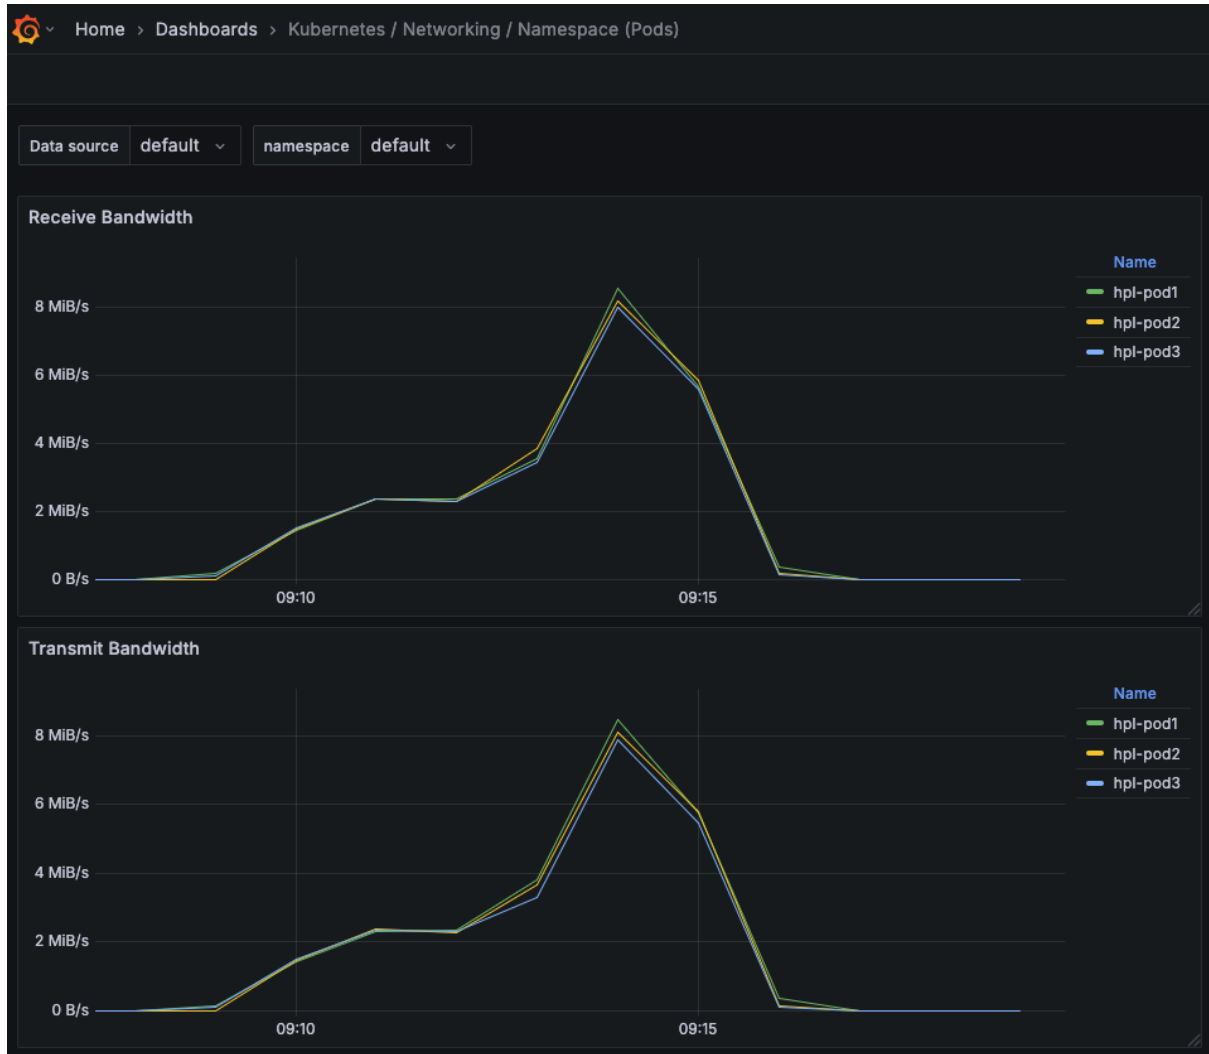 Home › Dashboards › Kubernetes / Networking / Namespace (Pods)
Data source default namespace default
Receive Bandwidth
Name
hpl-pod1
hpl-pod2
hpl-pod3
8 MiB/s
6 MiB/s
4 MiB/s
2 MiB/s
0 B/s
09:10 09:15
Transmit Bandwidth
Name
hpl-pod1
hpl-pod2
hpl-pod3
8 MiB/s
6 MiB/s
4 MiB/s
2 MiB/s
0 B/s
09:10 09:15